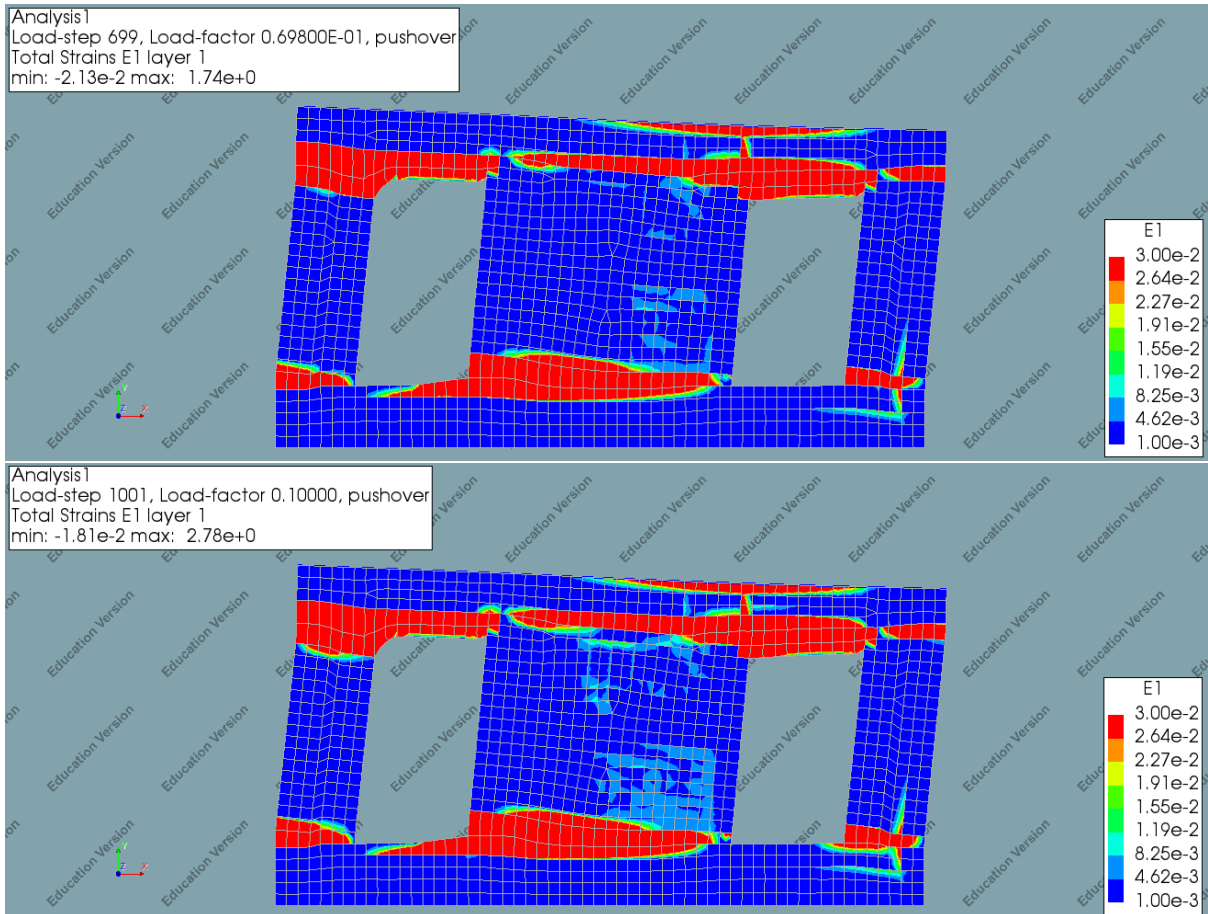 Analysis1
Load-step 699, Load-factor 0.69800E-01, pushover
Total Strains E1 layer 1
min: -2.13e-2 max: 1.74e+0
Education Version
E1
3.00e-2
2.64e-2
2.27e-2
1.91e-2
1.55e-2
1.19e-2
8.25e-3
4.62e-3
1.00e-3
Y
Z X
Analysis1
Load-step 1001, Load-factor 0.10000, pushover
Total Strains E1 layer 1
min: -1.81e-2 max: 2.78e+0
Education Version
E1
3.00e-2
2.64e-2
2.27e-2
1.91e-2
1.55e-2
1.19e-2
8.25e-3
4.62e-3
1.00e-3
Y
Z X